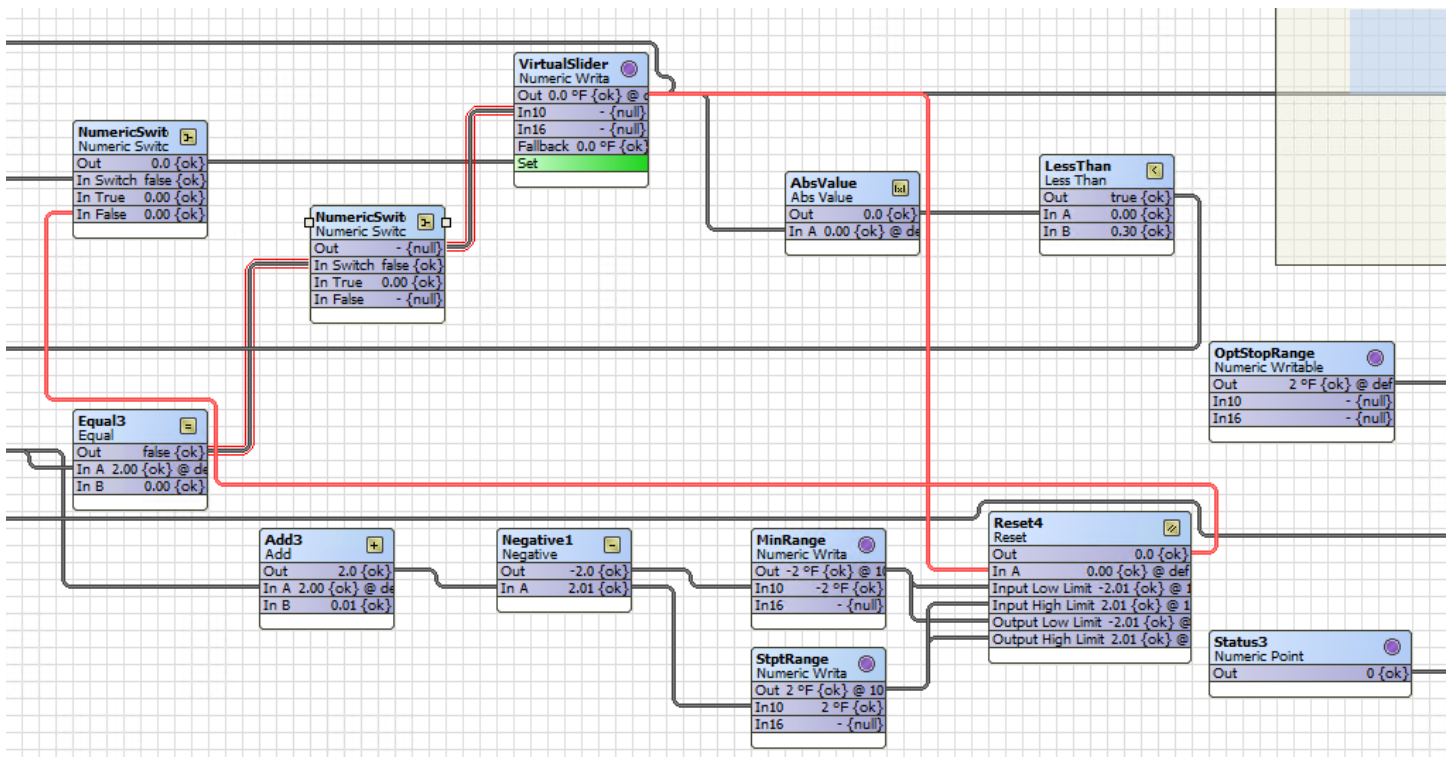 VirtualSlider
Numeric Writa
Out 0.0 °F {ok} @ d
In10 - {null}
In16 - {null}
Fallback 0.0 °F {ok}
Set
NumericSwit
Numeric Switc
Out 0.0 {ok}
In Switch false {ok}
In True 0.00 {ok}
In False 0.00 {ok}
NumericSwit
Numeric Switc
Out - {null}
In Switch false {ok}
In True 0.00 {ok}
In False - {null}
AbsValue
Abs Value
Out 0.0 {ok}
In A 0.00 {ok} @ de
LessThan
Less Than
Out true {ok}
In A 0.00 {ok}
In B 0.30 {ok}
OptStopRange
Numeric Writable
Out 2 °F {ok} @ def
In10 - {null}
In16 - {null}
Equal3
Equal
Out false {ok}
In A 2.00 {ok} @ de
In B 0.00 {ok}
Add3
Add
Out 2.0 {ok}
In A 2.00 {ok} @ de
In B 0.01 {ok}
Negative1
Negative
Out -2.0 {ok}
In A 2.01 {ok}
MinRange
Numeric Writa
Out -2 °F {ok} @ 10
In10 -2 °F {ok}
In16 - {null}
Reset4
Reset
Out 0.0 {ok}
In A 0.00 {ok} @ def
Input Low Limit -2.01 {ok} @ 1
Input High Limit 2.01 {ok} @ 1
Output Low Limit -2.01 {ok} @
Output High Limit 2.01 {ok} @
StptRange
Numeric Writa
Out 2 °F {ok} @ 10
In10 2 °F {ok}
In16 - {null}
Status3
Numeric Point
Out 0 {ok}